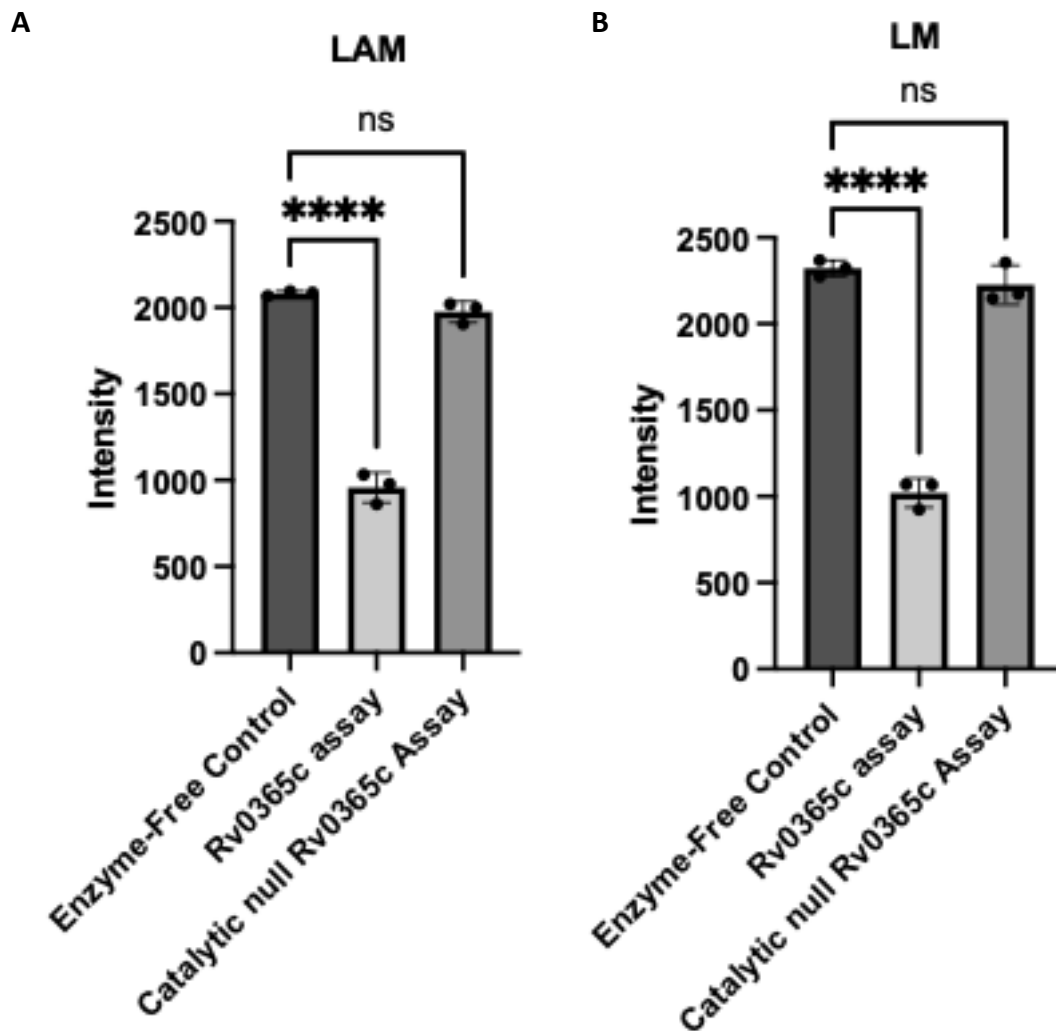 A
LAM
ns
****
2500
2000
1500
1000
500
0
Intensity
Enzyme-Free Control
Rv0365c assay
Catalytic null Rv0365c Assay
B
LM
ns
****
2500
2000
1500
1000
500
0
Intensity
Enzyme-Free Control
Rv0365c assay
Catalytic null Rv0365c Assay